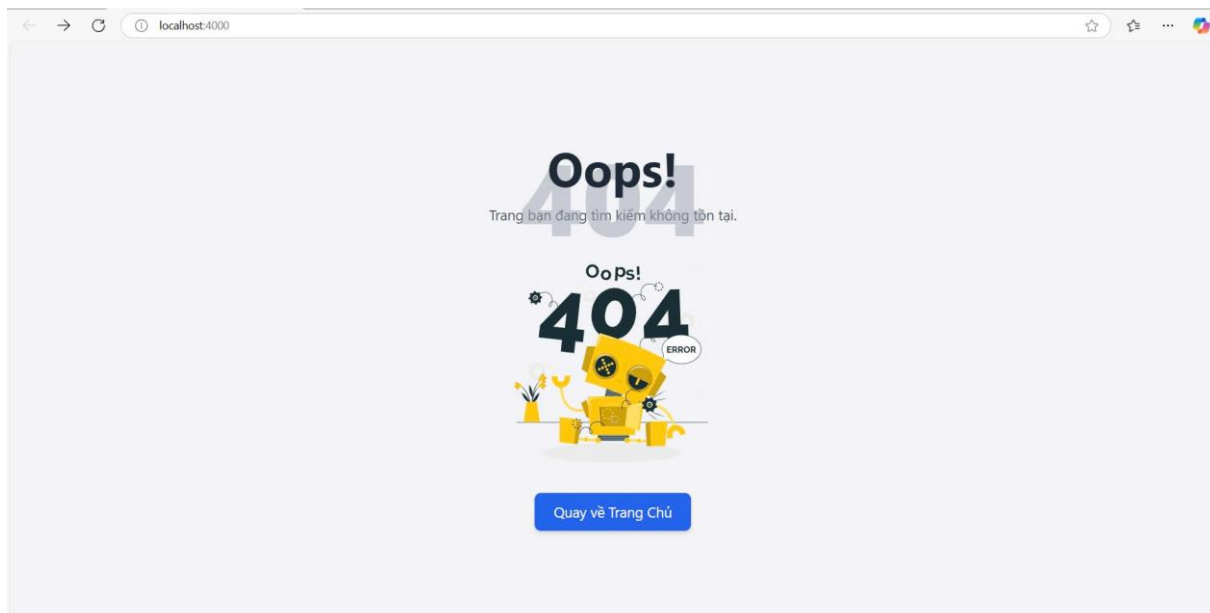 localhost:4000
Oops!
404
Trang bạn đang tìm kiếm không tồn tại.
Oops!
404
ERROR
Quay về Trang Chủ